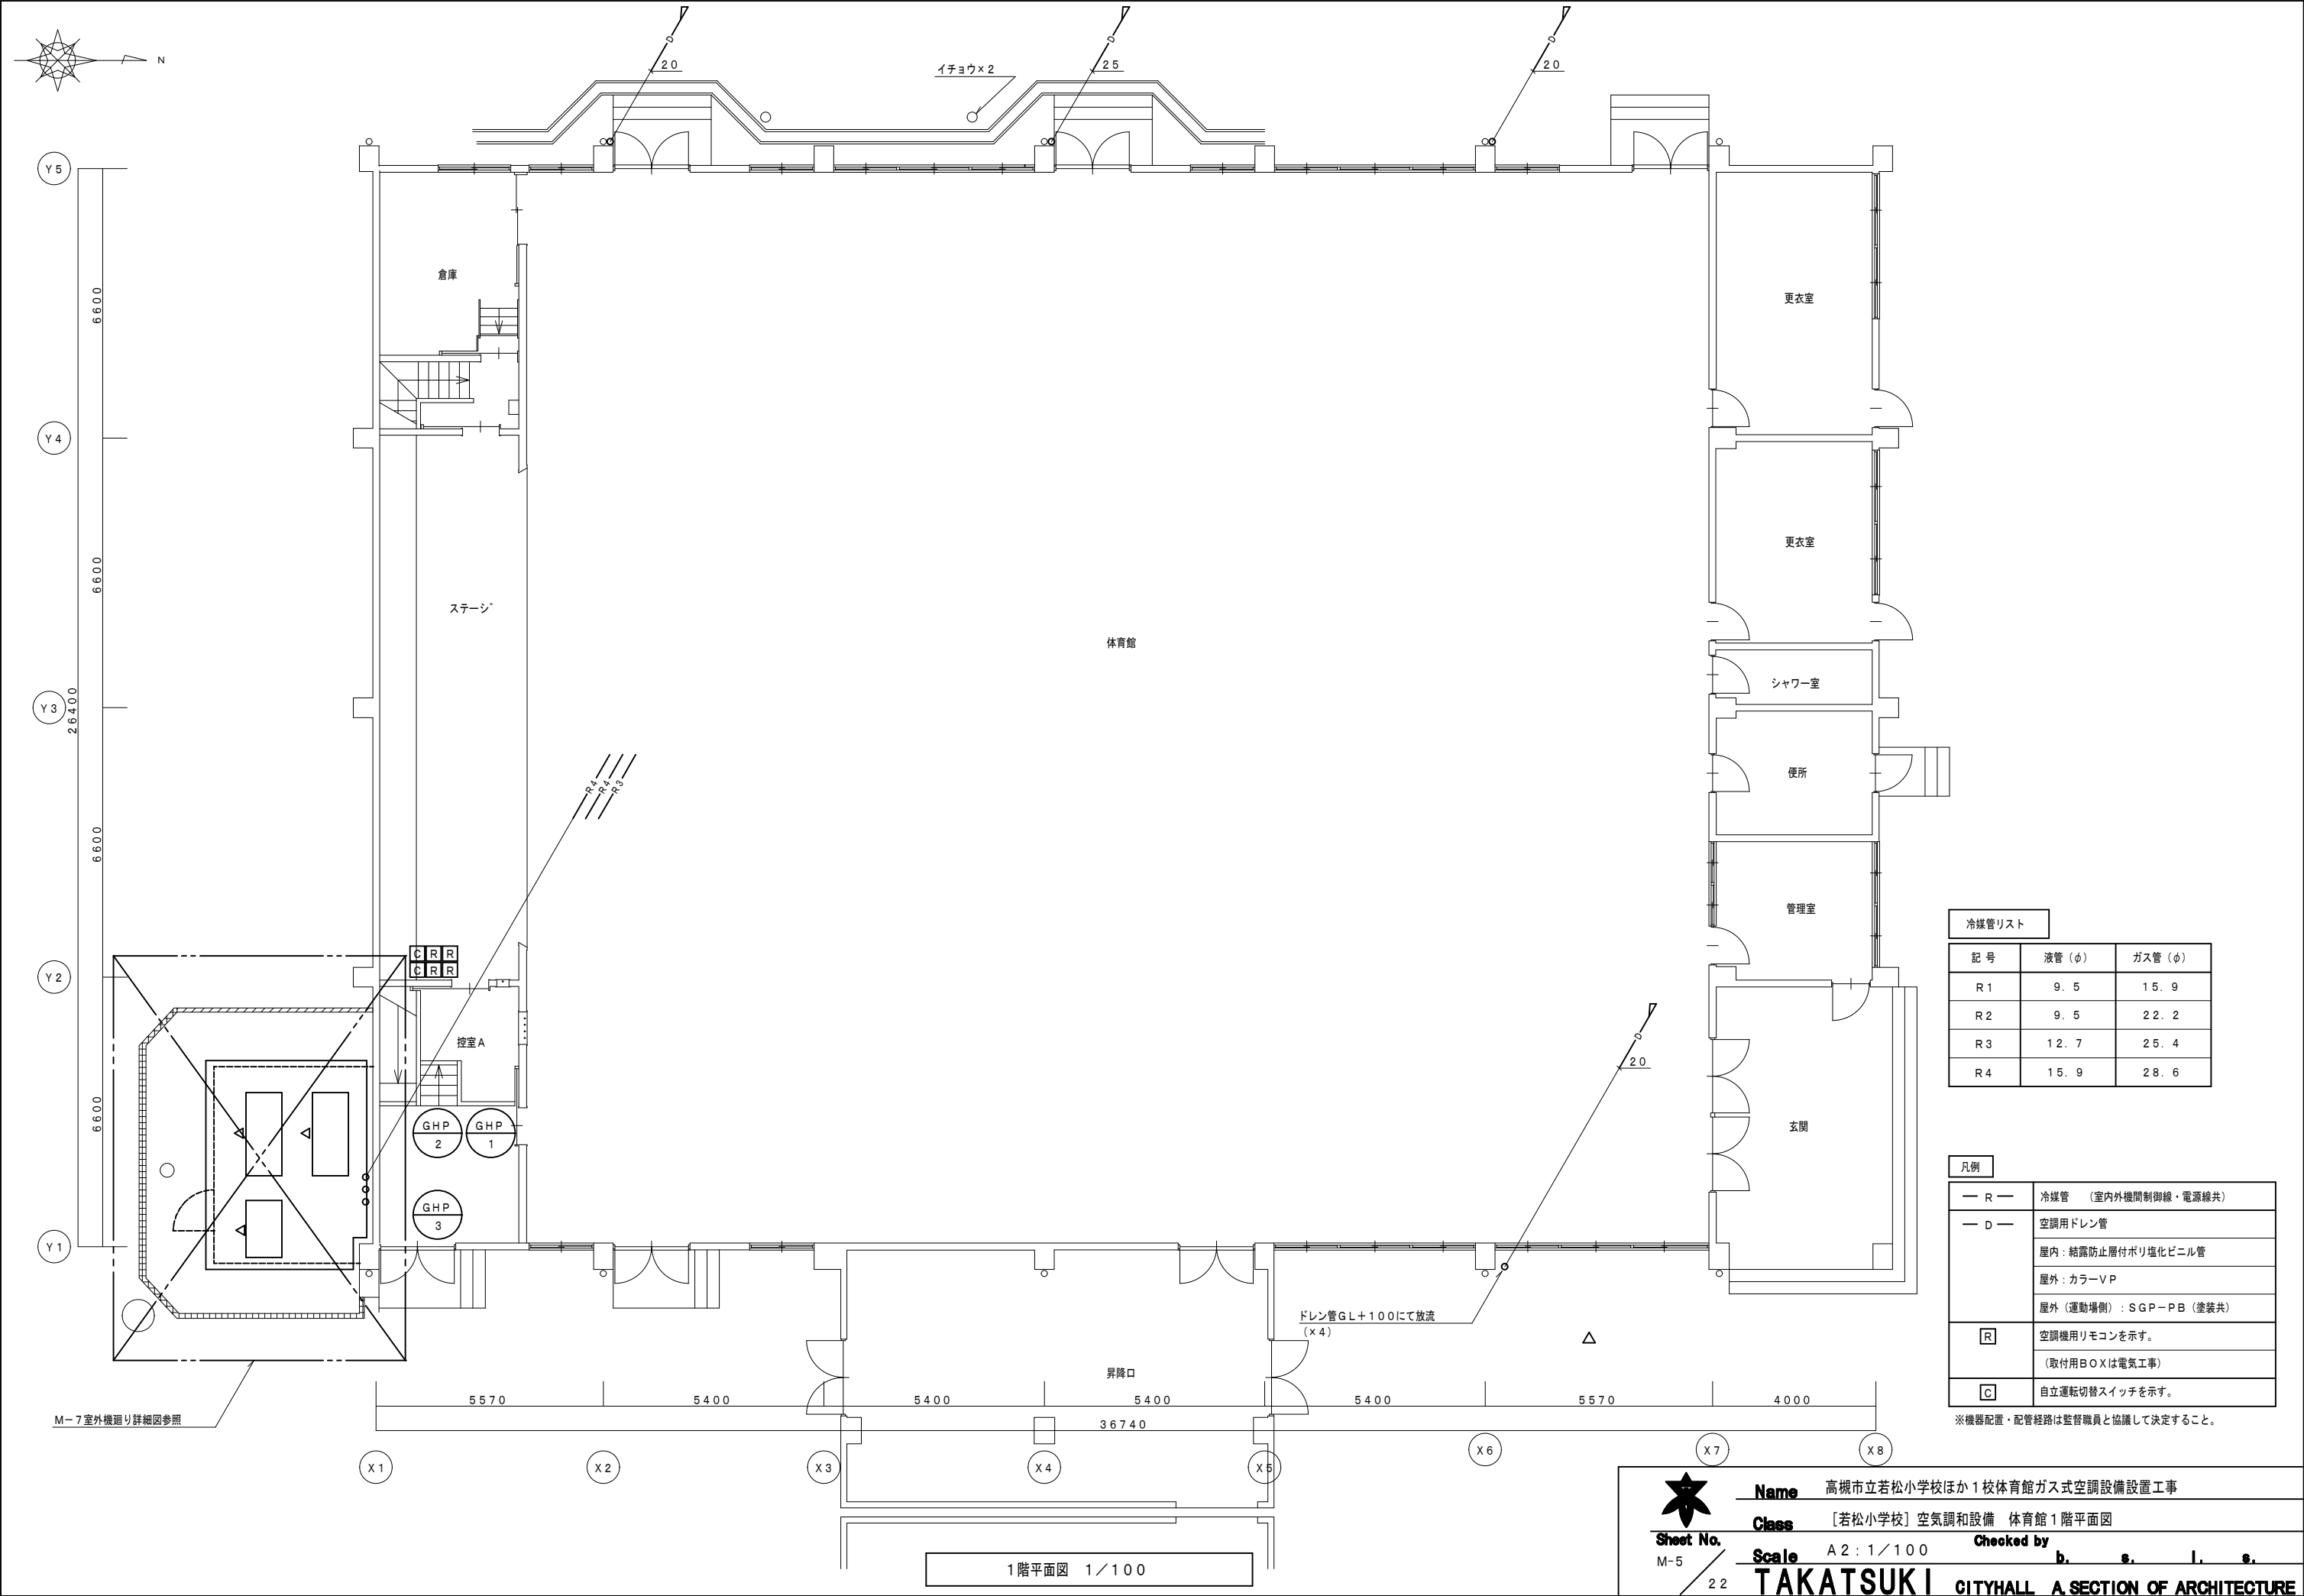 N
D
20
D
25
D
20
イチョウ×2
Y5
Y4
Y3
Y2
Y1
6600
6600
6600
6600
26400
倉庫
ステージ
体育館
更衣室
更衣室
シャワー室
便所
管理室
玄関
控室A
R4
R4
R3
C R R
C R R
GHP
2
GHP
1
GHP
3
D
20
ドレン管GL+100にて放流
(×4)
昇降口
M-7室外機廻り詳細図参照
5570
5400
5400
5400
5400
5570
4000
36740
X1
X2
X3
X4
X5
X6
X7
X8
1階平面図 1/100
冷媒管リスト
記号 液管(φ) ガス管(φ)
R1 9.5 15.9
R2 9.5 22.2
R3 12.7 25.4
R4 15.9 28.6
凡例
R 冷媒管 (室内外機間制御線・電源線共)
D 空調用ドレン管
屋内:結露防止層付ポリ塩化ビニル管
屋外:カラーVP
屋外(運動場側):SGP-PB(塗装共)
R 空調機用リモコンを示す。
(取付用BOXは電気工事)
C 自立運転切替スイッチを示す。
※機器配置・配管経路は監督職員と協議して決定すること。
Name 高槻市立若松小学校ほか1校体育館ガス式空調設備設置工事
Class [若松小学校]空気調和設備 体育館1階平面図
Sheet No.
M-5
22
Scale A2:1/100
Checked by
b. s. l. s.
TAKATSUKI CITYHALL A.SECTION OF ARCHITECTURE